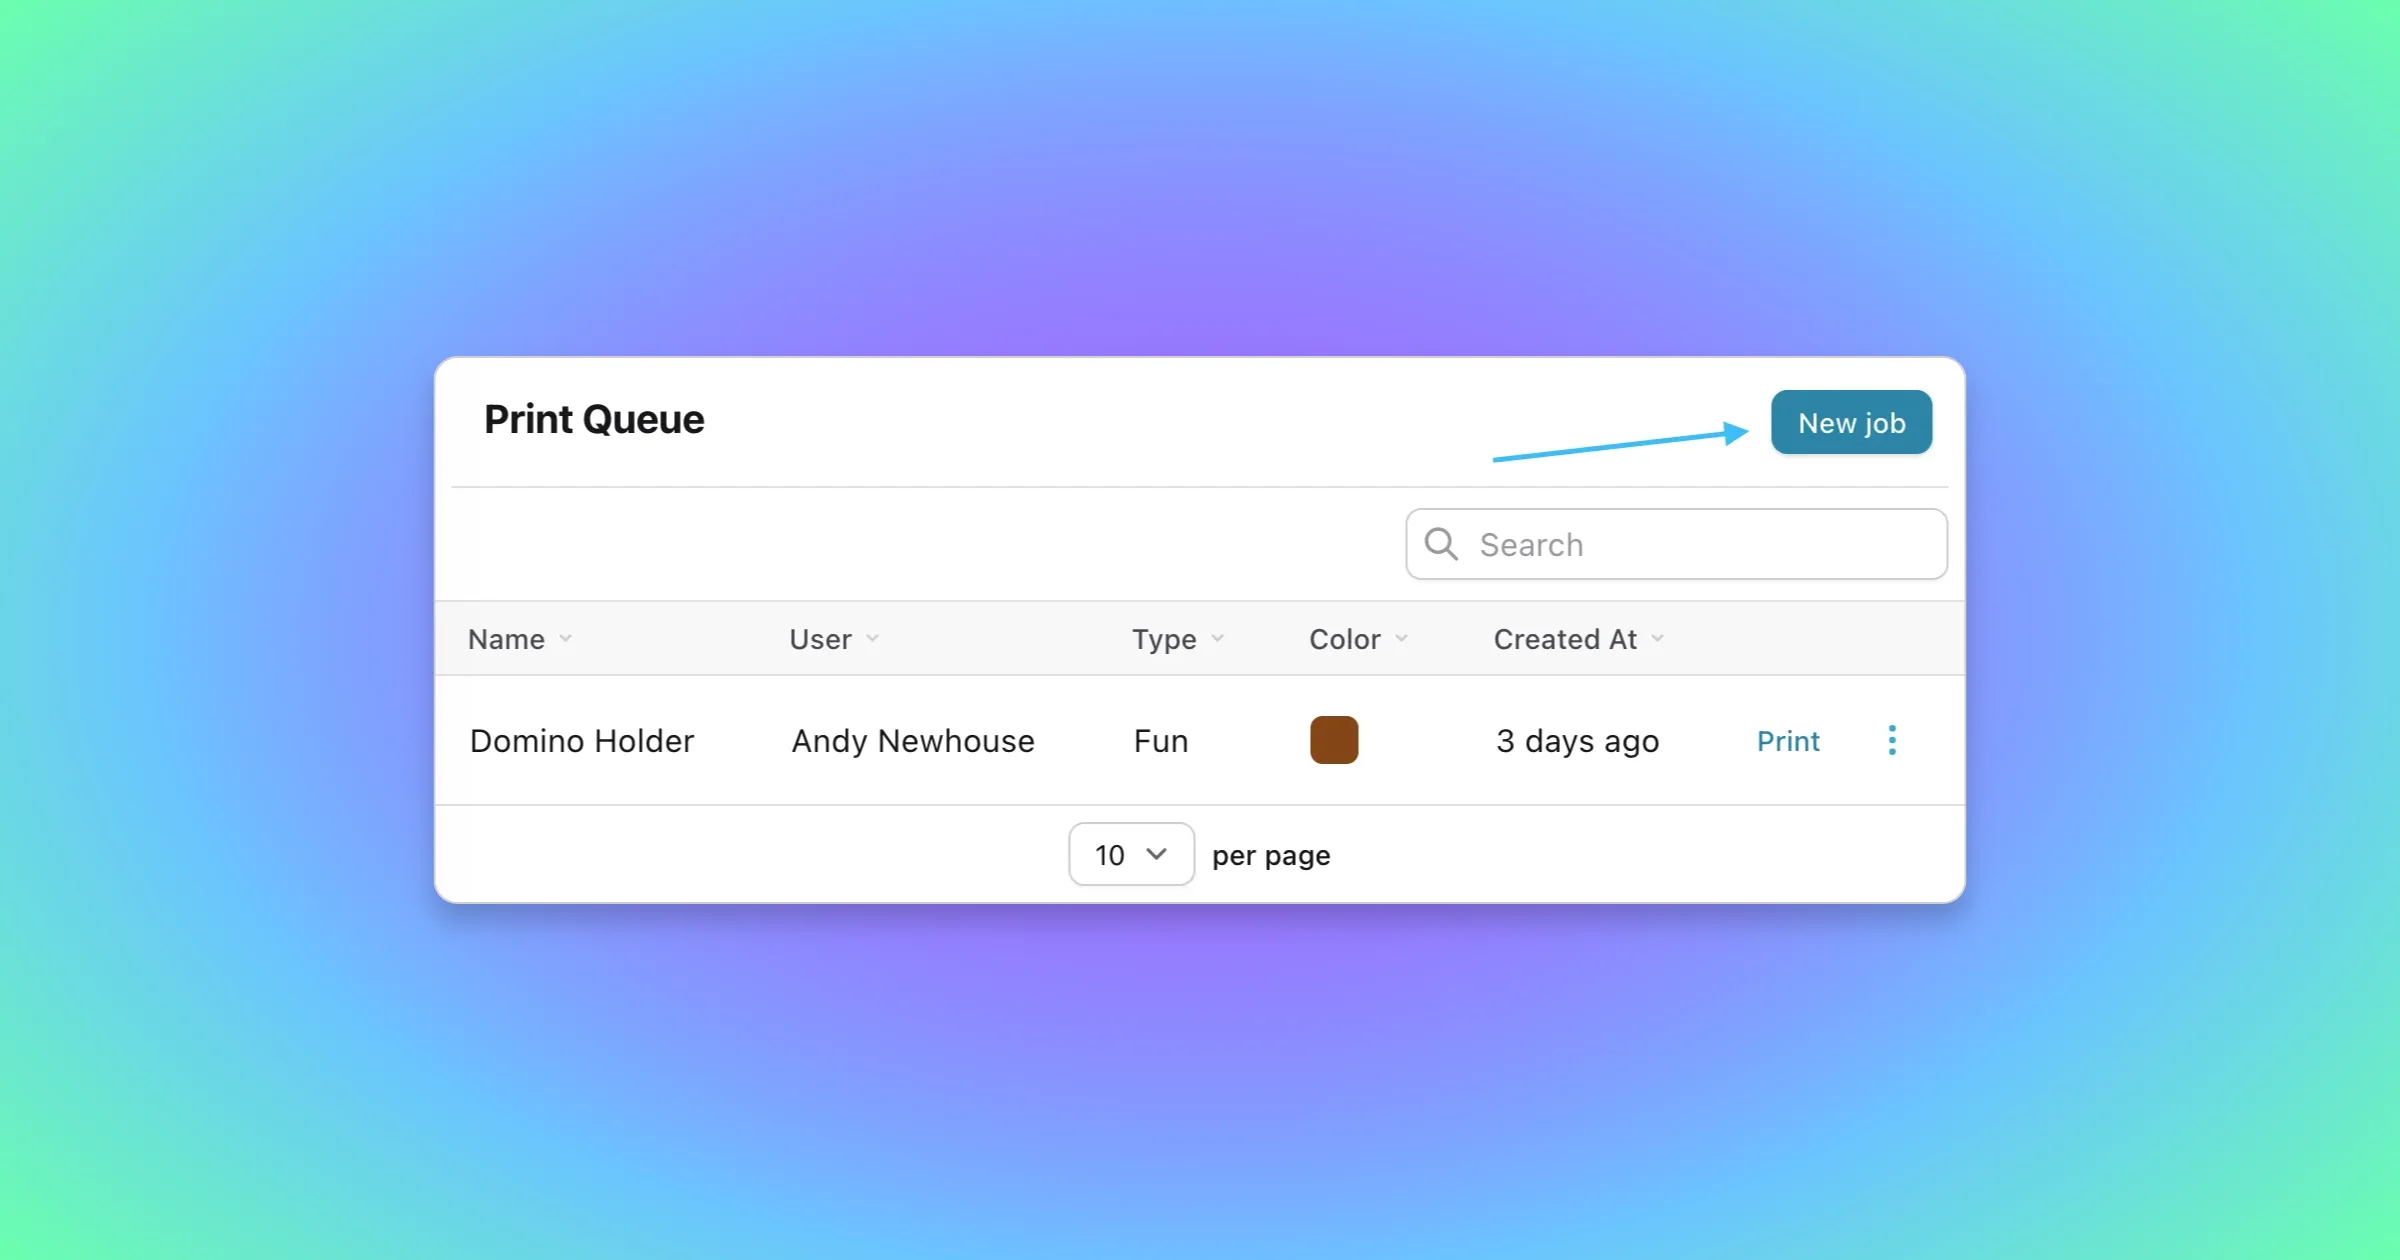 Print Queue
New job
Search
Name User Type Color Created At
Domino Holder Andy Newhouse Fun 3 days ago Print
10 per page